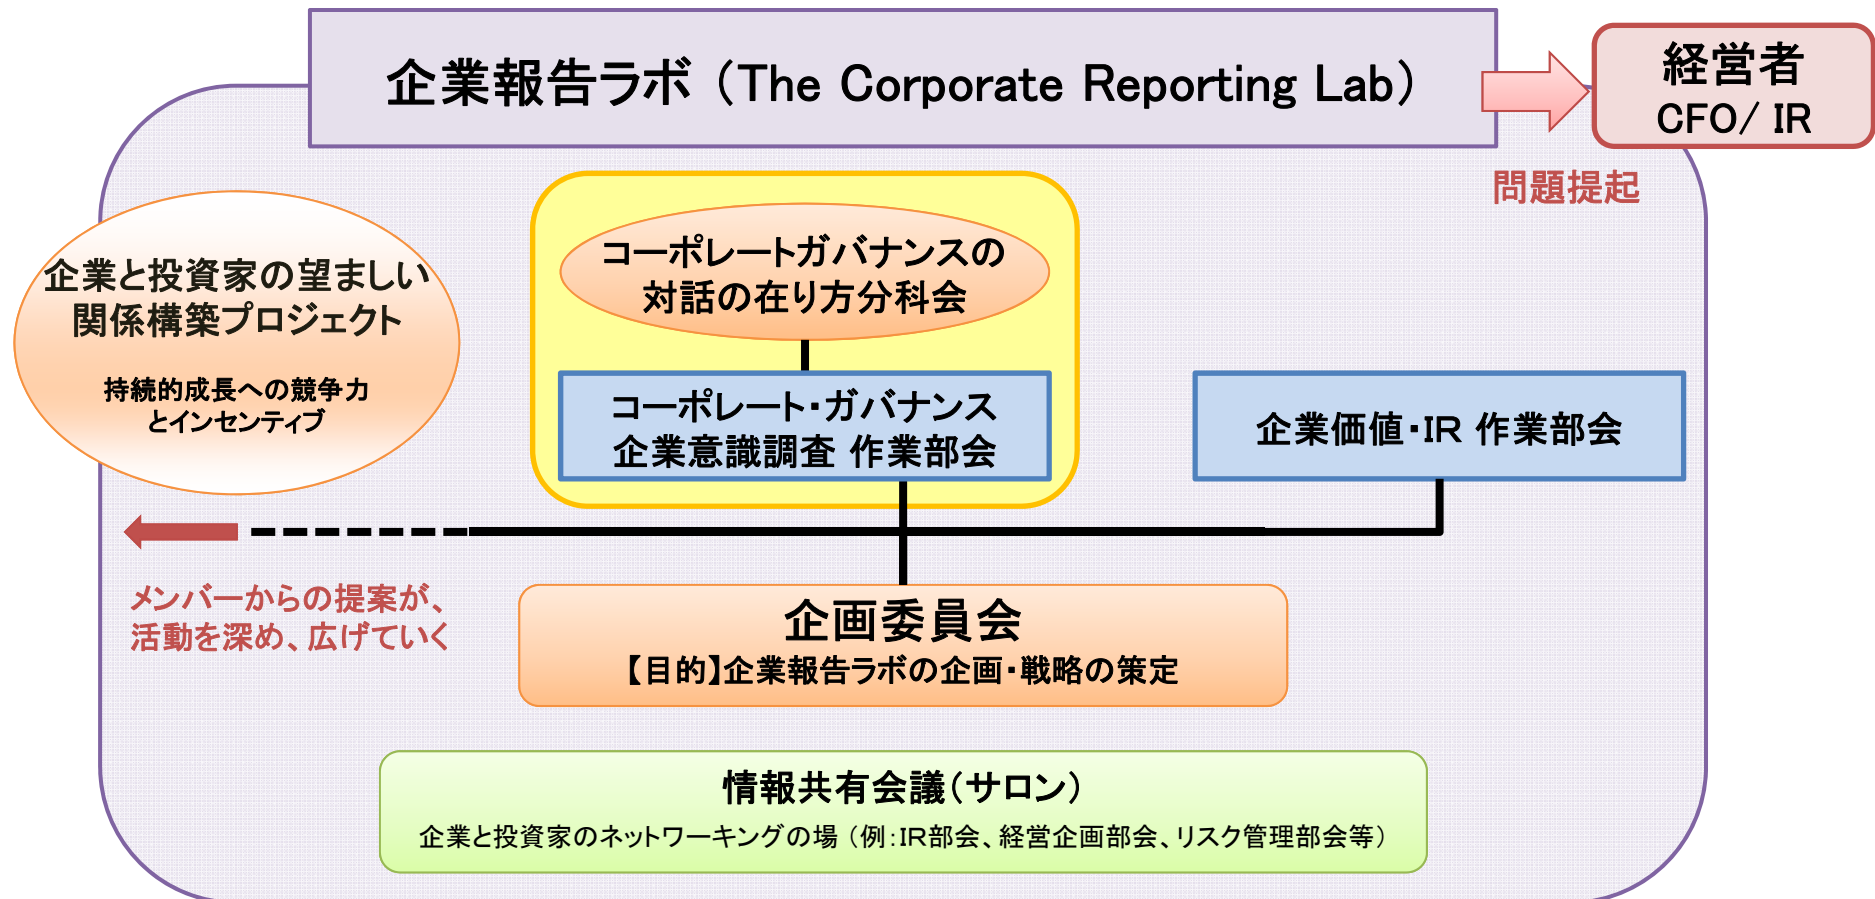 企業報告ラボ（The Corporate Reporting Lab）
経営者
CFO/ IR
問題提起
企業と投資家の望ましい
関係構築プロジェクト
持続的成長への競争力
とインセンティブ
コーポレートガバナンスの
対話の在り方分科会
コーポレート・ガバナンス
企業意識調査 作業部会
企業価値・IR 作業部会
メンバーからの提案が、
活動を深め、広げていく
企画委員会
【目的】企業報告ラボの企画・戦略の策定
情報共有会議（サロン）
企業と投資家のネットワーキングの場（例：IR部会、経営企画部会、リスク管理部会等）